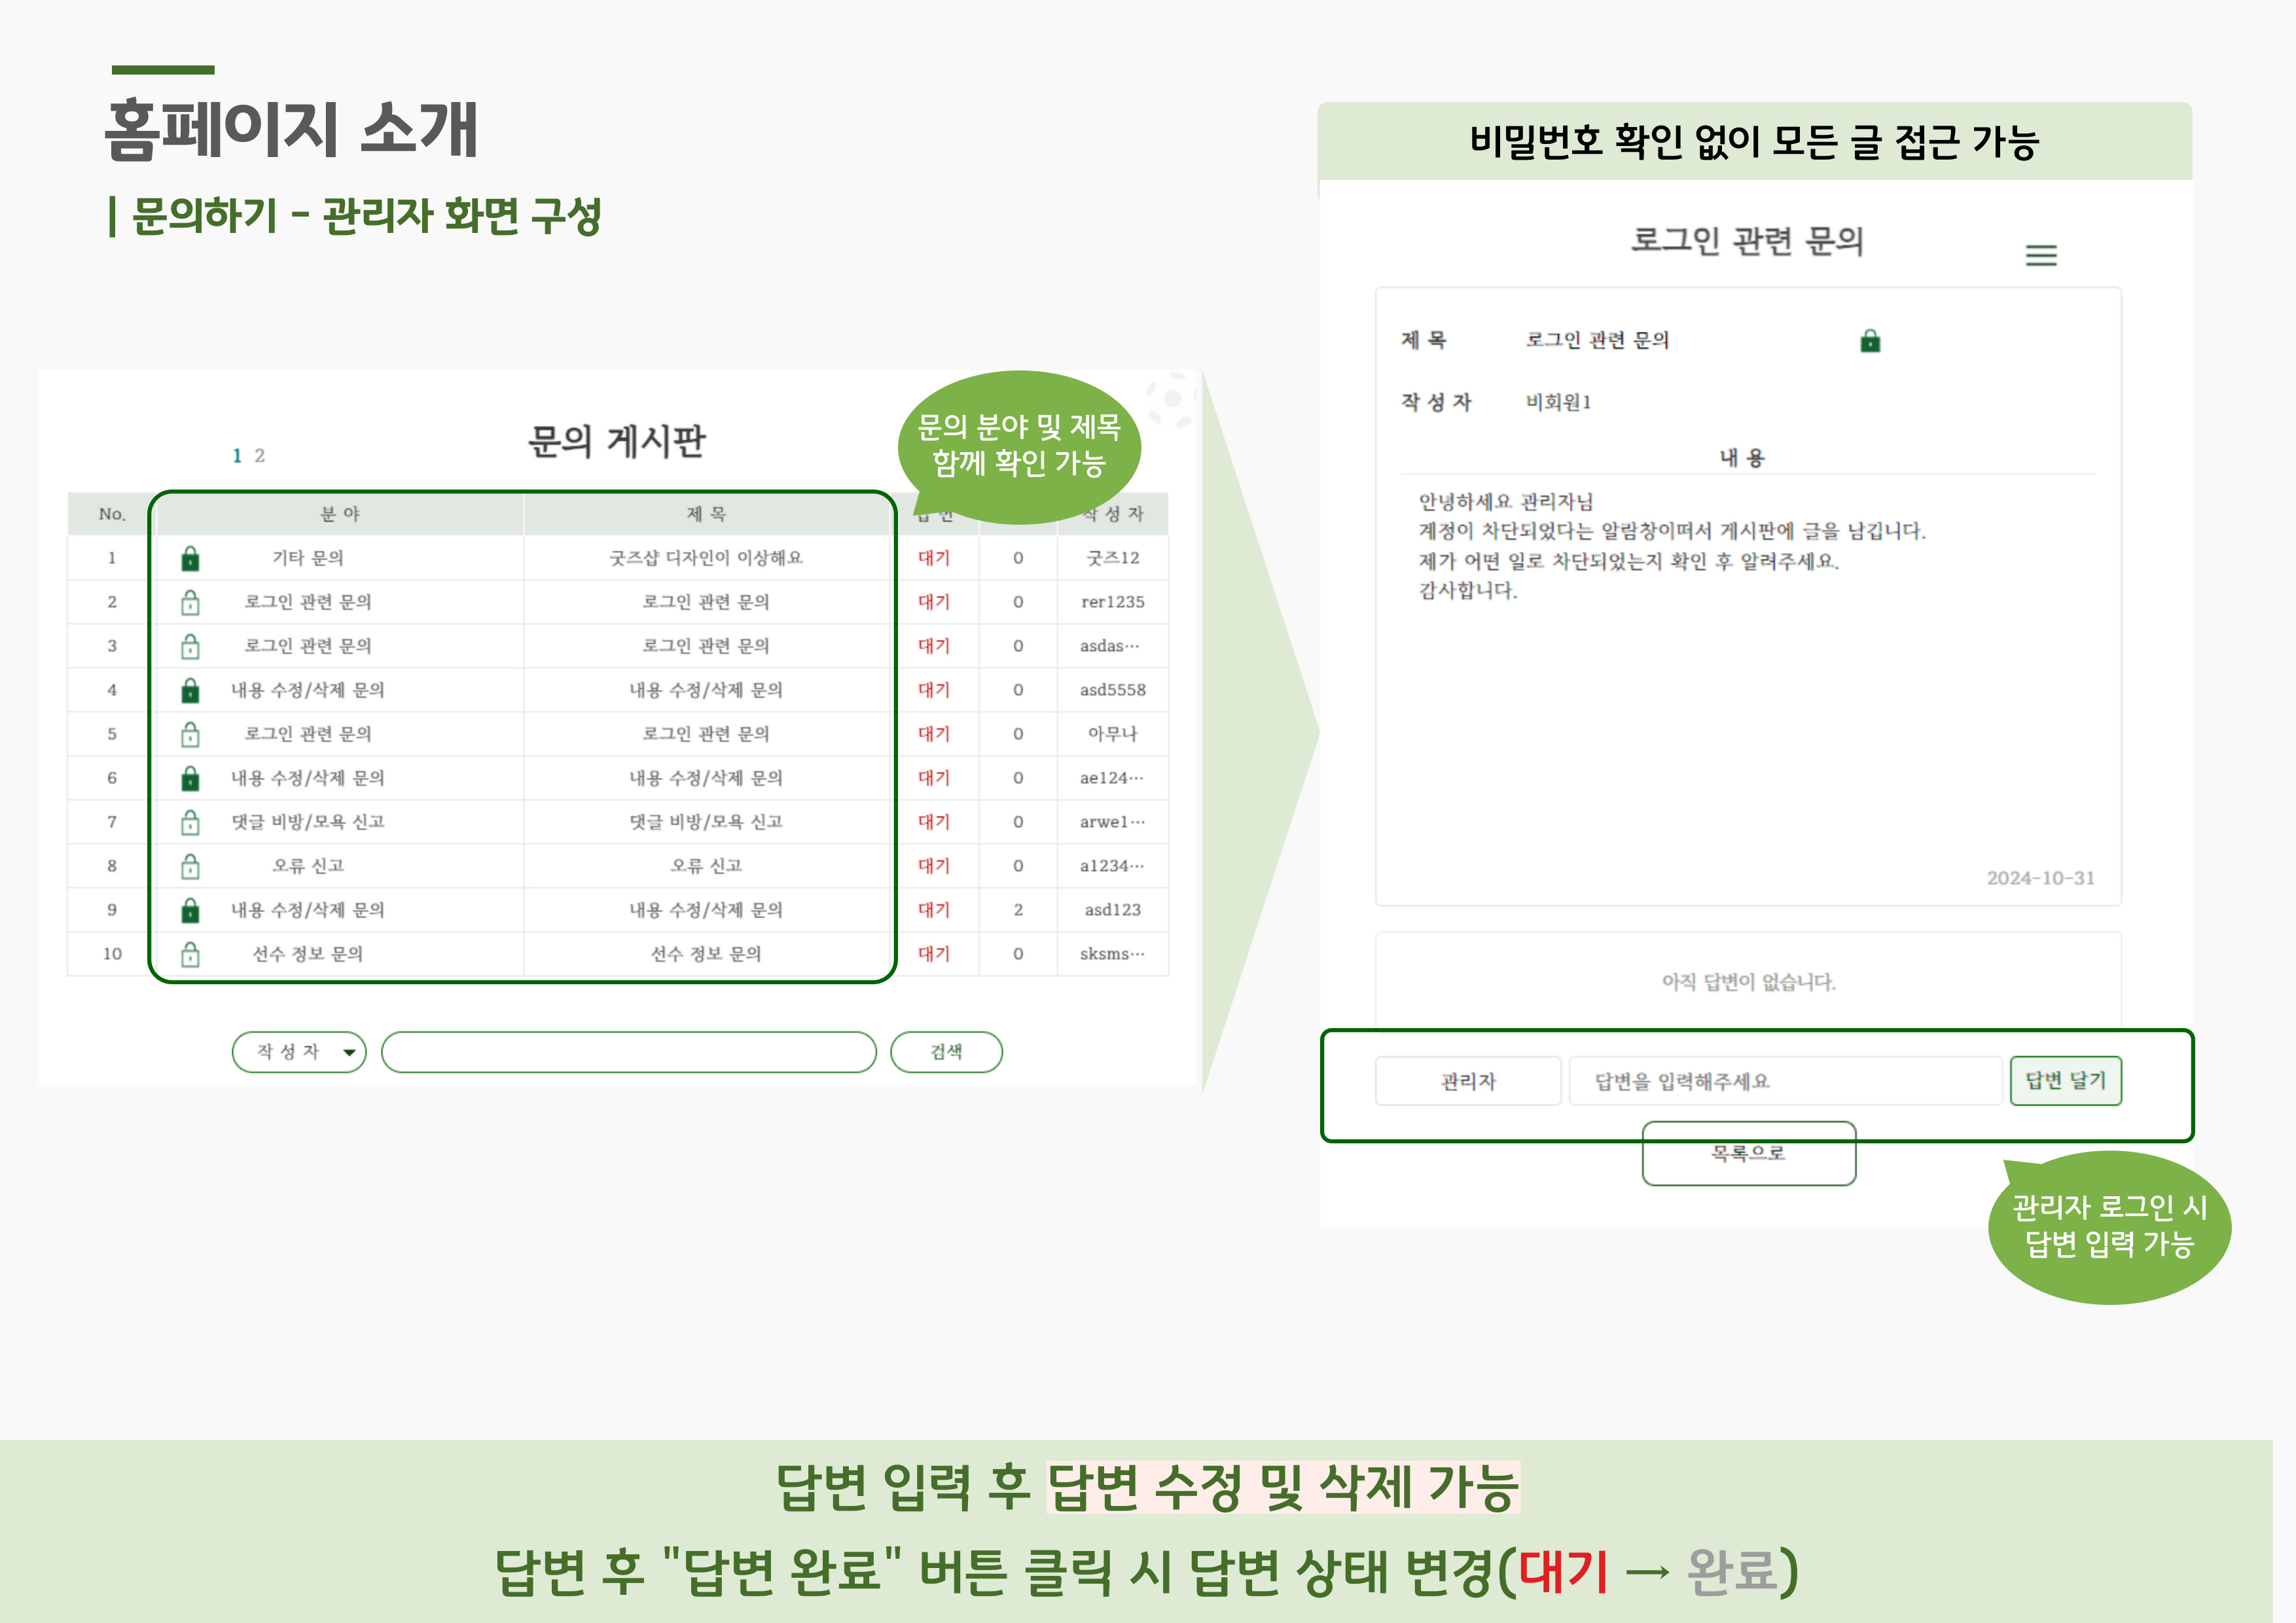 홈페이지 소개
| 문의하기 - 관리자 화면 구성
비밀번호 확인 없이 모든 글 접근 가능
문의 게시판
1 2
문의 분야 및 제목
함께 확인 가능
No. 분 야 제 목 답 변 작 성 자
1 기타 문의 굿즈샵 디자인이 이상해요 대기 0 굿즈12
2 로그인 관련 문의 로그인 관련 문의 대기 0 rer1235
3 로그인 관련 문의 로그인 관련 문의 대기 0 asdas…
4 내용 수정/삭제 문의 내용 수정/삭제 문의 대기 0 asd5558
5 로그인 관련 문의 로그인 관련 문의 대기 0 아무나
6 내용 수정/삭제 문의 내용 수정/삭제 문의 대기 0 ae124…
7 댓글 비방/모욕 신고 댓글 비방/모욕 신고 대기 0 arwe1…
8 오류 신고 오류 신고 대기 0 a1234…
9 내용 수정/삭제 문의 내용 수정/삭제 문의 대기 2 asd123
10 선수 정보 문의 선수 정보 문의 대기 0 sksms…
작 성 자 검색
로그인 관련 문의
제 목 로그인 관련 문의
작 성 자 비회원1
내 용
안녕하세요 관리자님
계정이 차단되었다는 알람창이떠서 게시판에 글을 남깁니다.
제가 어떤 일로 차단되었는지 확인 후 알려주세요.
감사합니다.
2024-10-31
아직 답변이 없습니다.
관리자 답변을 입력해주세요 답변 달기
목록으로
관리자 로그인 시
답변 입력 가능
답변 입력 후 답변 수정 및 삭제 가능
답변 후 "답변 완료" 버튼 클릭 시 답변 상태 변경(대기 → 완료)